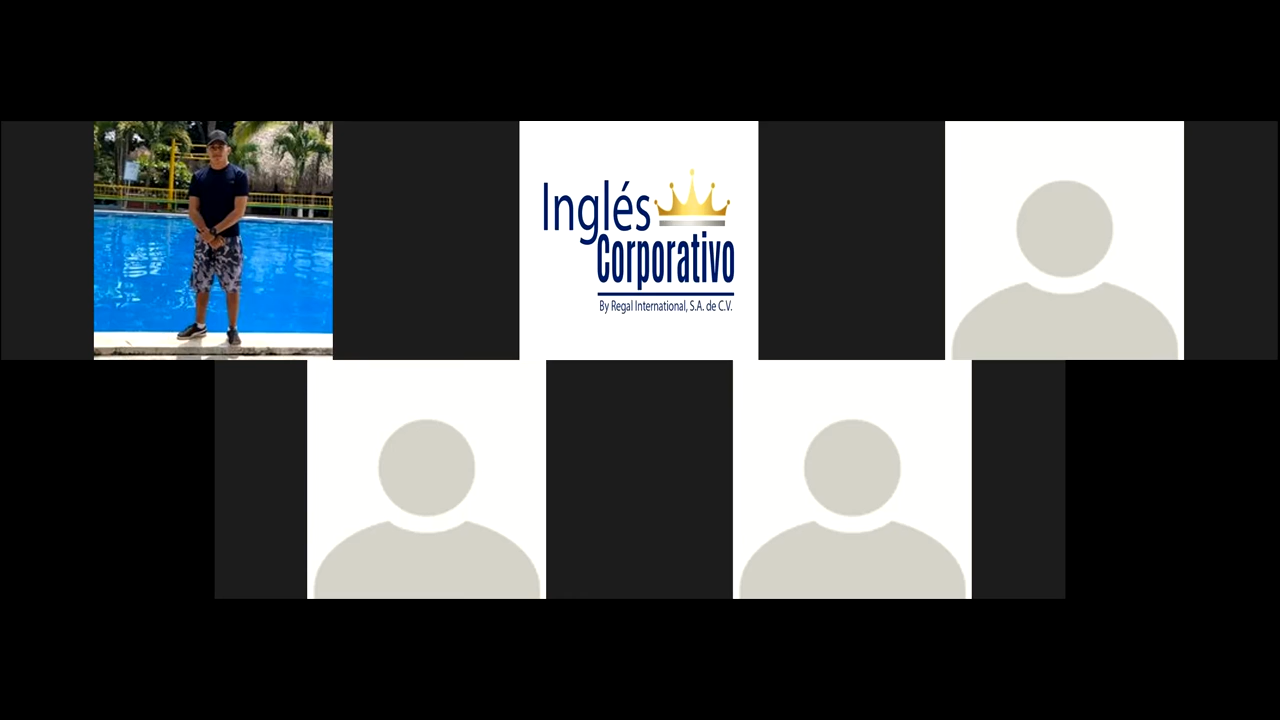 Inglés
Corporativo
By Regal International, S.A. de C.V.